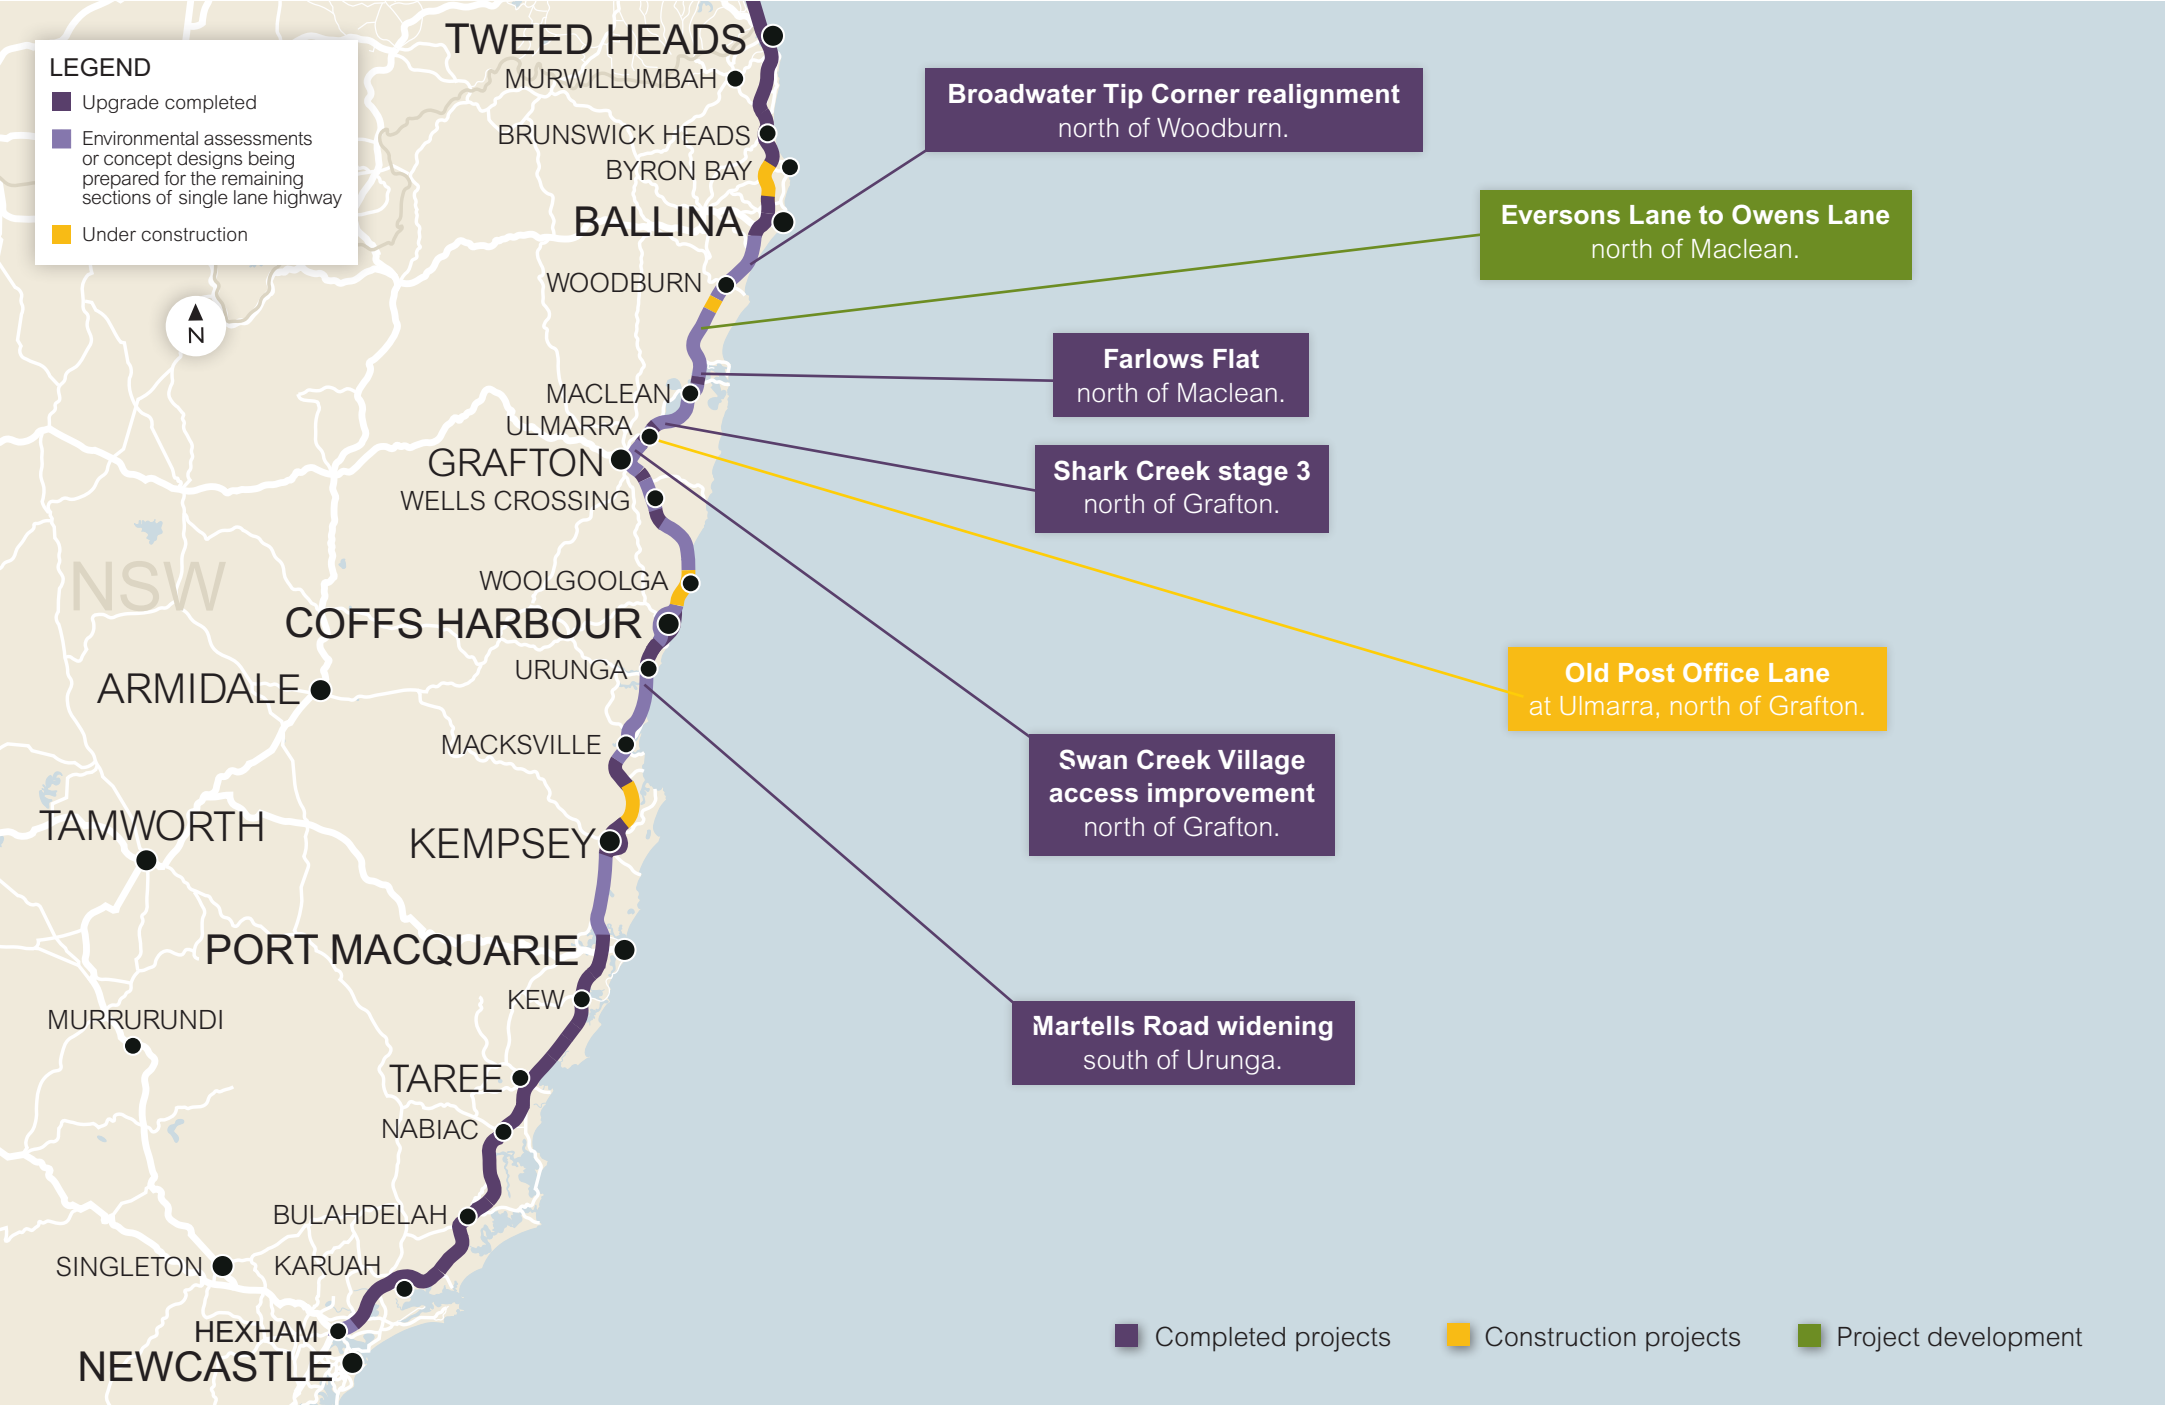 LEGEND
Upgrade completed
Environmental assessments
or concept designs being
prepared for the remaining
sections of single lane highway
Under construction
N
NSW
TWEED HEADS
MURWILLUMBAH
BRUNSWICK HEADS
BYRON BAY
BALLINA
WOODBURN
MACLEAN
ULMARRA
GRAFTON
WELLS CROSSING
WOOLGOOLGA
COFFS HARBOUR
URUNGA
ARMIDALE
MACKSVILLE
TAMWORTH
KEMPSEY
PORT MACQUARIE
KEW
MURRURUNDI
TAREE
NABIAC
BULAHDELAH
SINGLETON
KARUAH
HEXHAM
NEWCASTLE
Broadwater Tip Corner realignment
north of Woodburn.
Eversons Lane to Owens Lane
north of Maclean.
Farlows Flat
north of Maclean.
Shark Creek stage 3
north of Grafton.
Old Post Office Lane
at Ulmarra, north of Grafton.
Swan Creek Village
access improvement
north of Grafton.
Martells Road widening
south of Urunga.
Completed projects
Construction projects
Project development